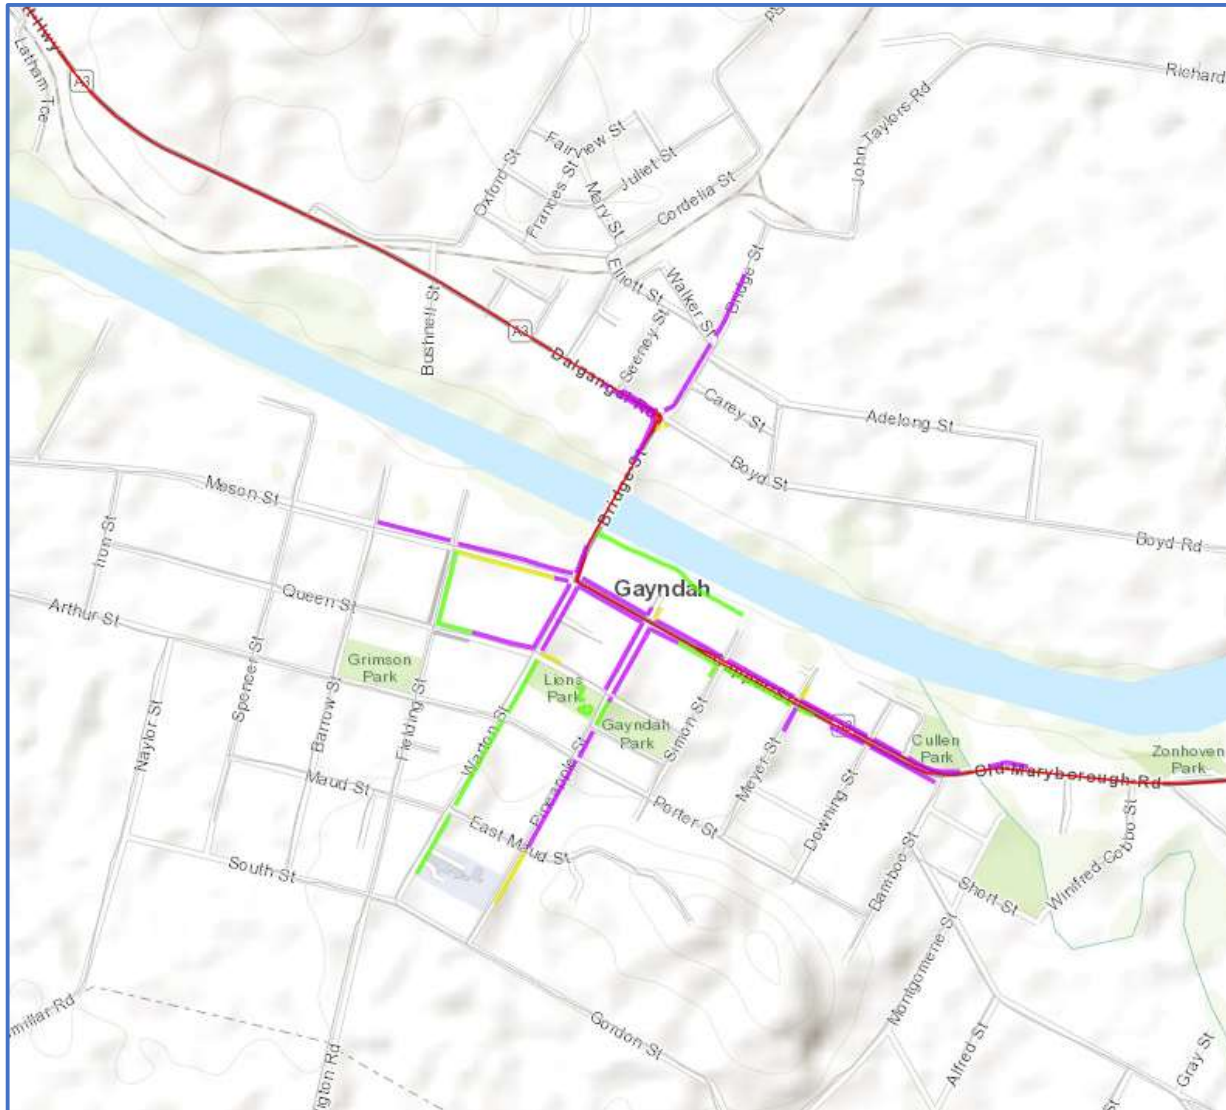 Hwy
Latham Tce
A3
Richard
John Taylors Rd
Fairview St
Juliet St
Oxford St
Frances St
Mary St
Cordelia St
Elliott St
Walker St
Bridge St
Bushnell St
A3
Seeney St
Dalgangal Rd
Carey St
Adelong St
Boyd St
Bridge St
Boyd Rd
Meson St
Iron St
Queen St
Arthur St
Gayndah
Grimson
Park
Lions
Park
Gayndah
Park
Cullen
Park
Zonhoven
Park
Old Maryborough Rd
Spencer St
Naylor St
Barrow St
Fielding St
Warton St
Pineapple St
Simon St
Meyer St
Downing St
Maud St
East Maud St
Porter St
South St
Bamboo St
Short St
Winifred Cobbo St
Montgomerie St
Gordon St
Alfred St
Gray St
millar Rd
gton Rd
St